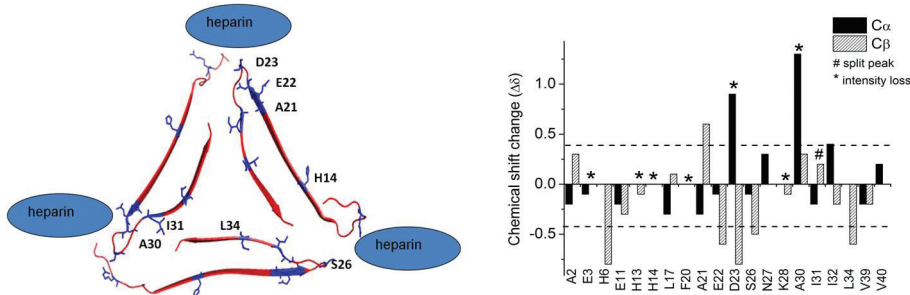 heparin
D23
E22
A21
H14
heparin
I31
A30
L34
heparin
S26
Cα
Cβ
# split peak
* intensity loss
Chemical shift change (Δδ)
1.0
0.5
0.0
-0.5
* * * * * * * # *
A2 E3 H6 E11 H13 H14 L17 F20 A21 E22 D23 S26 N27 K28 A30 I31 I32 L34 V39 V40